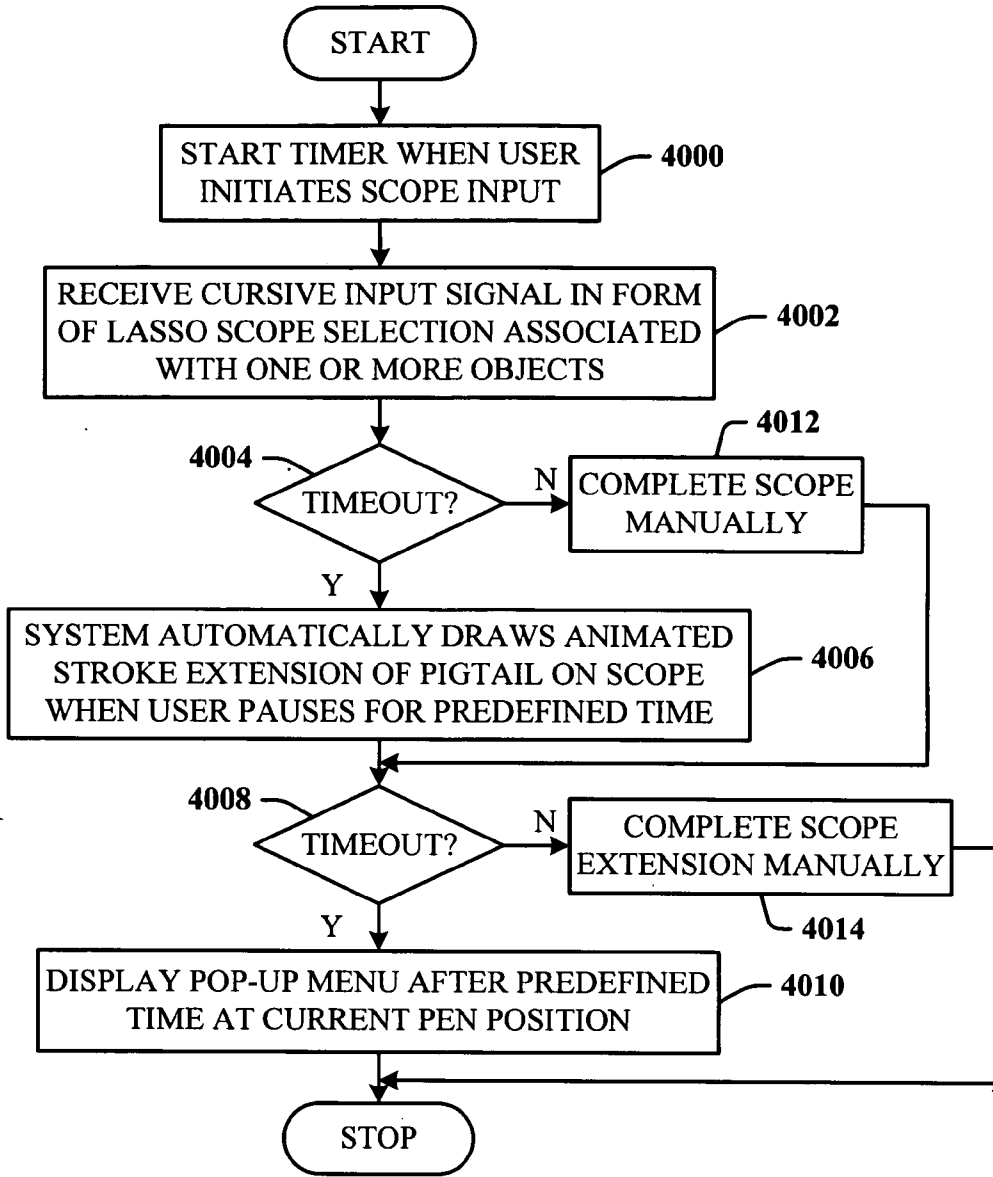 START
START TIMER WHEN USER
INITIATES SCOPE INPUT
4000
RECEIVE CURSIVE INPUT SIGNAL IN FORM
OF LASSO SCOPE SELECTION ASSOCIATED
WITH ONE OR MORE OBJECTS
4002
4004
TIMEOUT?
N
4012
COMPLETE SCOPE
MANUALLY
Y
SYSTEM AUTOMATICALLY DRAWS ANIMATED
STROKE EXTENSION OF PIGTAIL ON SCOPE
WHEN USER PAUSES FOR PREDEFINED TIME
4006
4008
TIMEOUT?
N
COMPLETE SCOPE
EXTENSION MANUALLY
4014
Y
DISPLAY POP-UP MENU AFTER PREDEFINED
TIME AT CURRENT PEN POSITION
4010
STOP